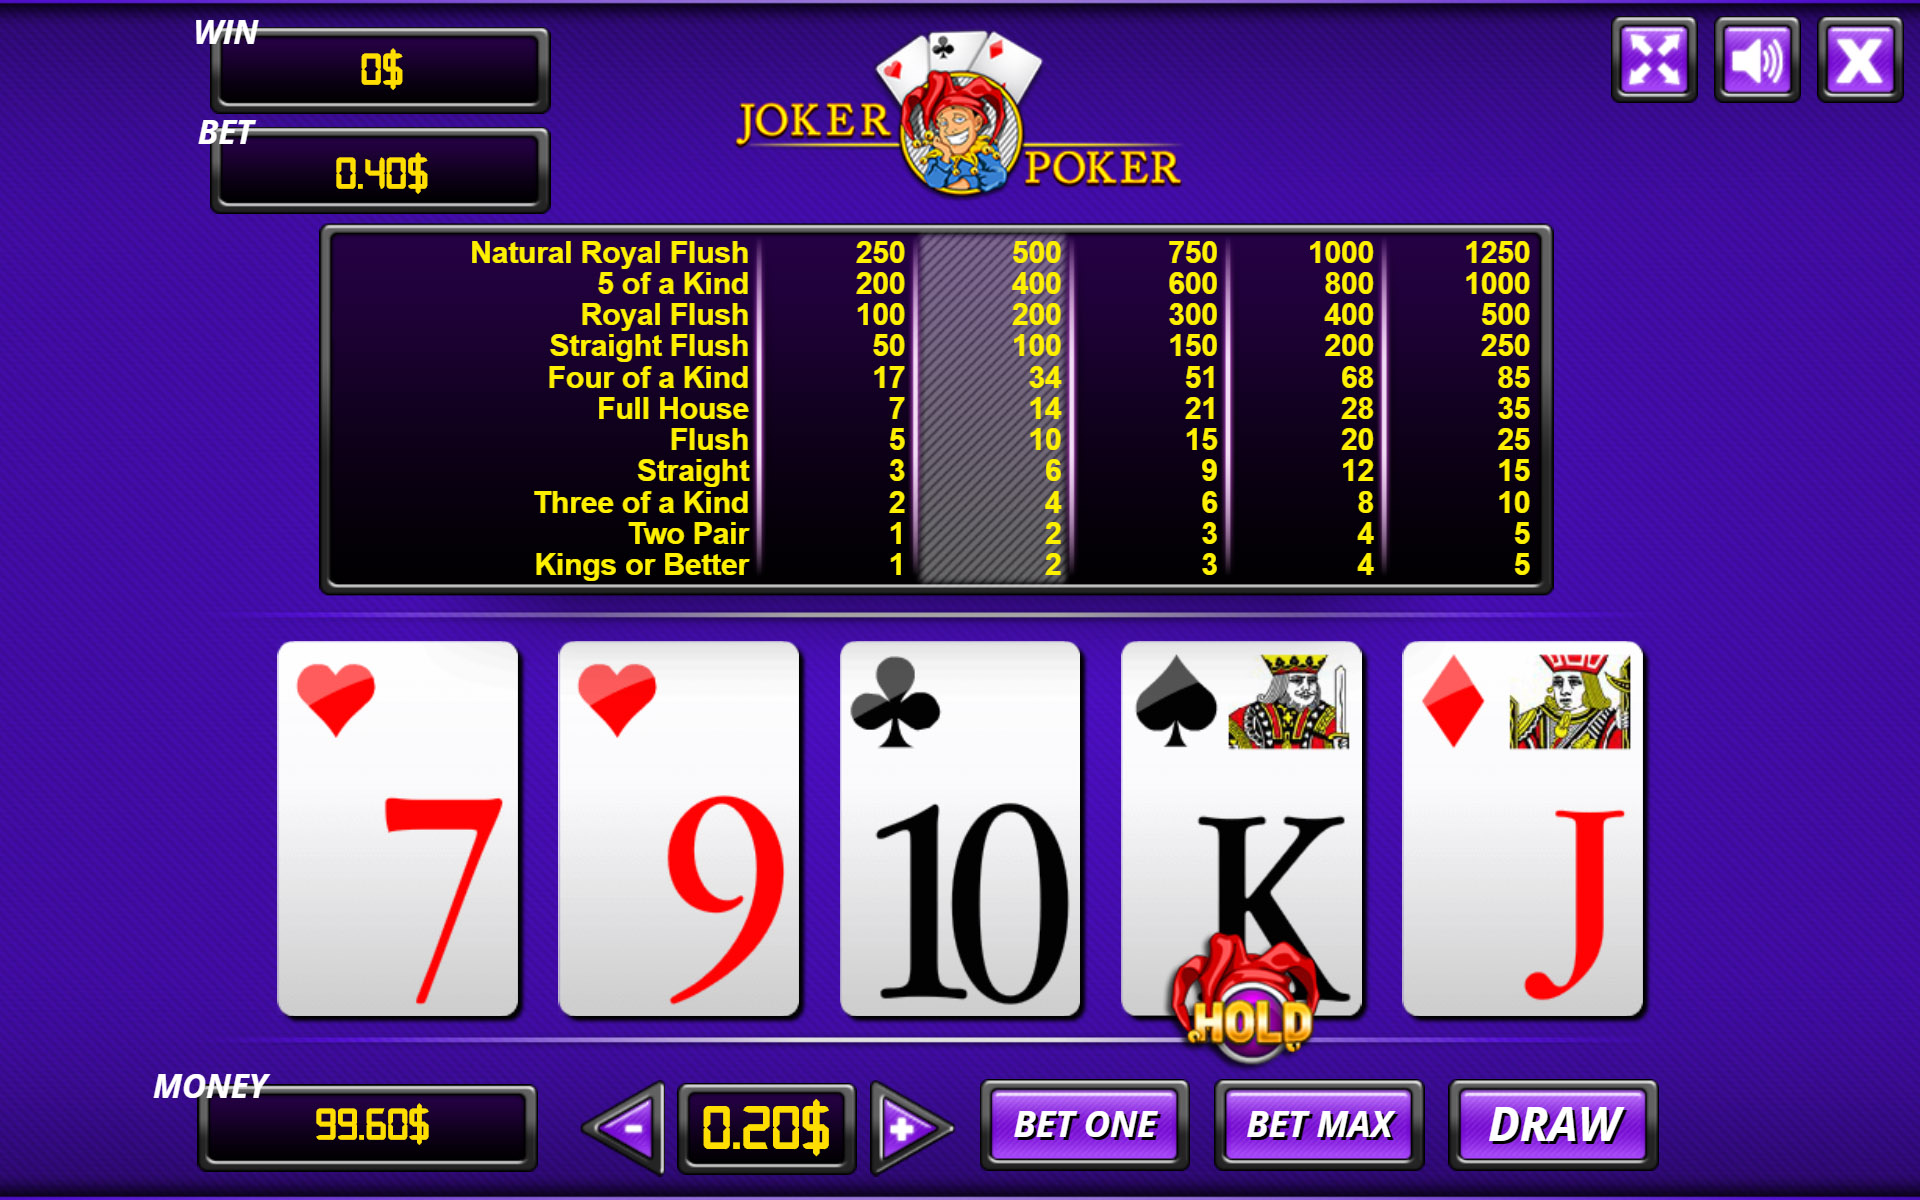 WIN
0$
BET
0.40$
JOKER
POKER
Natural Royal Flush 250 500 750 1000 1250
5 of a Kind 200 400 600 800 1000
Royal Flush 100 200 300 400 500
Straight Flush 50 100 150 200 250
Four of a Kind 17 34 51 68 85
Full House 7 14 21 28 35
Flush 5 10 15 20 25
Straight 3 6 9 12 15
Three of a Kind 2 4 6 8 10
Two Pair 1 2 3 4 5
Kings or Better 1 2 3 4 5
7 9 10 K J
HOLD
MONEY
99.60$
- 0.20$ + BET ONE BET MAX DRAW